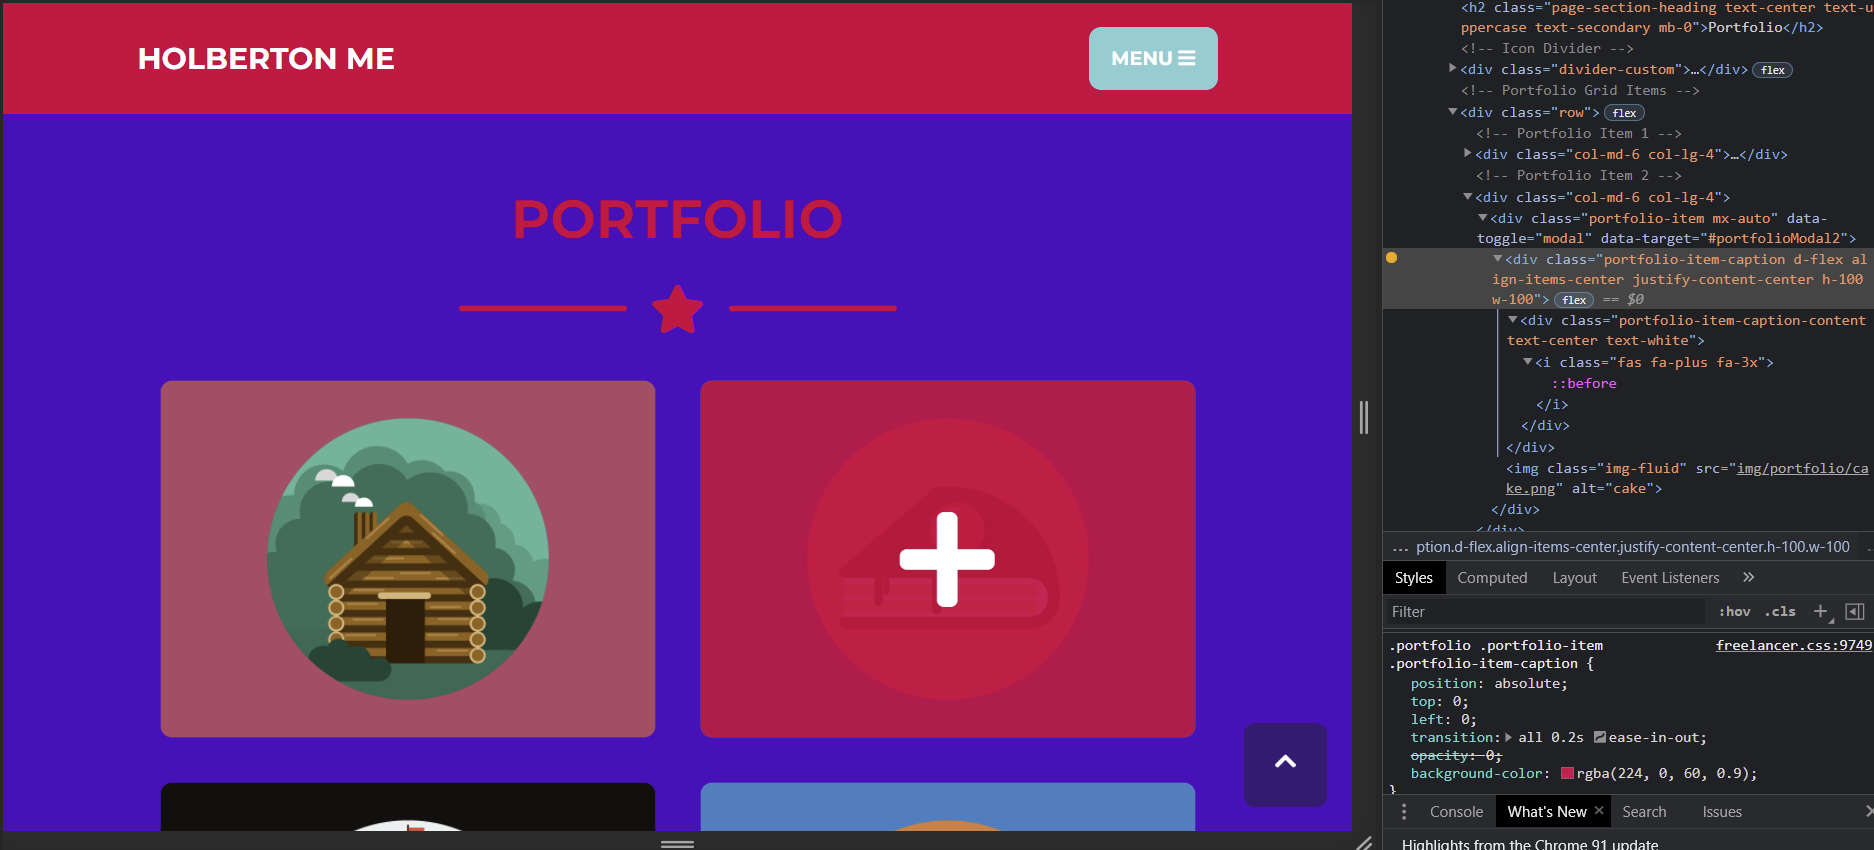 HOLBERTON ME
MENU
PORTFOLIO
<h2 class="page-section-heading text-center text-u
ppercase text-secondary mb-0">Portfolio</h2>
<!-- Icon Divider -->
<div class="divider-custom">…</div> flex
<!-- Portfolio Grid Items -->
<div class="row"> flex
<!-- Portfolio Item 1 -->
<div class="col-md-6 col-lg-4">…</div>
<!-- Portfolio Item 2 -->
<div class="col-md-6 col-lg-4">
<div class="portfolio-item mx-auto" data-
toggle="modal" data-target="#portfolioModal2">
<div class="portfolio-item-caption d-flex al
ign-items-center justify-content-center h-100
w-100"> flex == $0
<div class="portfolio-item-caption-content
text-center text-white">
<i class="fas fa-plus fa-3x">
::before
</i>
</div>
</div>
<img class="img-fluid" src="img/portfolio/ca
ke.png" alt="cake">
</div>
</div>
... ption.d-flex.align-items-center.justify-content-center.h-100.w-100 ...
Styles Computed Layout Event Listeners »
Filter :hov .cls +
.portfolio .portfolio-item freelancer.css:9749
.portfolio-item-caption {
position: absolute;
top: 0;
left: 0;
transition: all 0.2s ease-in-out;
opacity: 0;
background-color: rgba(224, 0, 60, 0.9);
}
Console What's New × Search Issues ×
Highlights from the Chrome 91 update